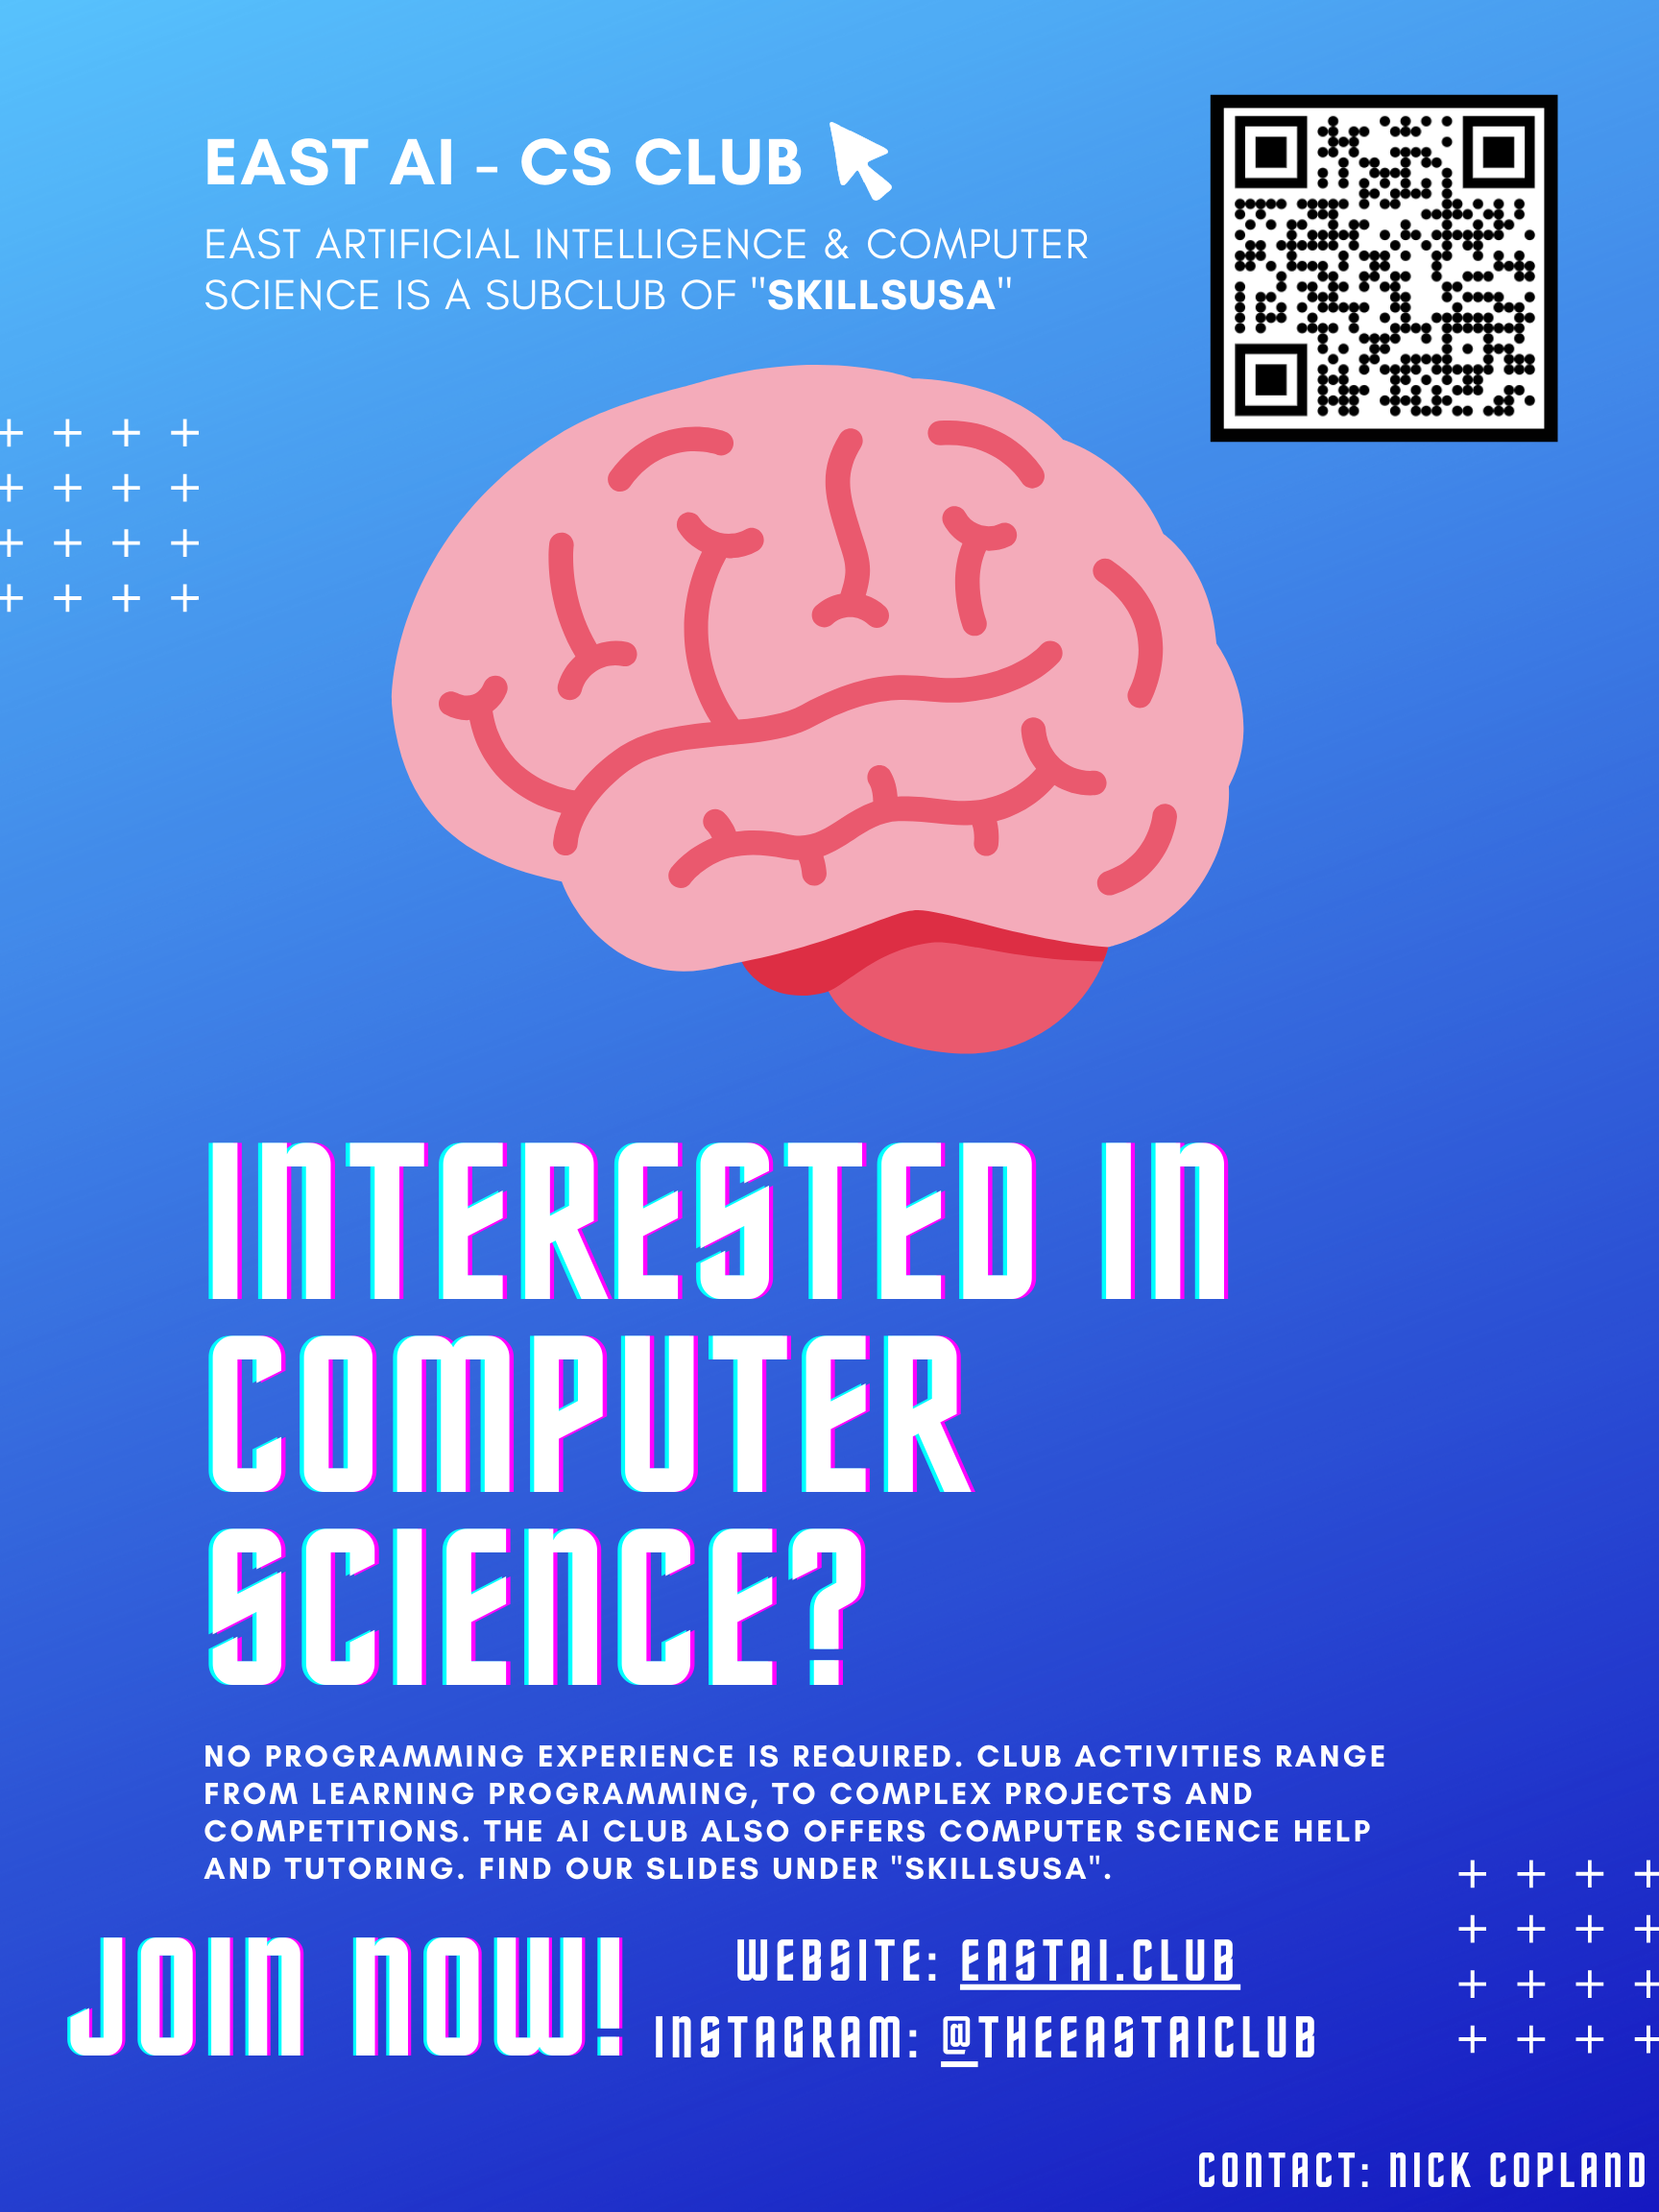 EAST AI - CS CLUB
EAST ARTIFICIAL INTELLIGENCE & COMPUTER
SCIENCE IS A SUBCLUB OF "SKILLSUSA"
INTERESTED IN
COMPUTER
SCIENCE?
NO PROGRAMMING EXPERIENCE IS REQUIRED. CLUB ACTIVITIES RANGE
FROM LEARNING PROGRAMMING, TO COMPLEX PROJECTS AND
COMPETITIONS. THE AI CLUB ALSO OFFERS COMPUTER SCIENCE HELP
AND TUTORING. FIND OUR SLIDES UNDER "SKILLSUSA".
JOIN NOW!
WEBSITE: EASTAI.CLUB
INSTAGRAM: @THEEASTAICLUB
CONTACT: NICK COPLAND